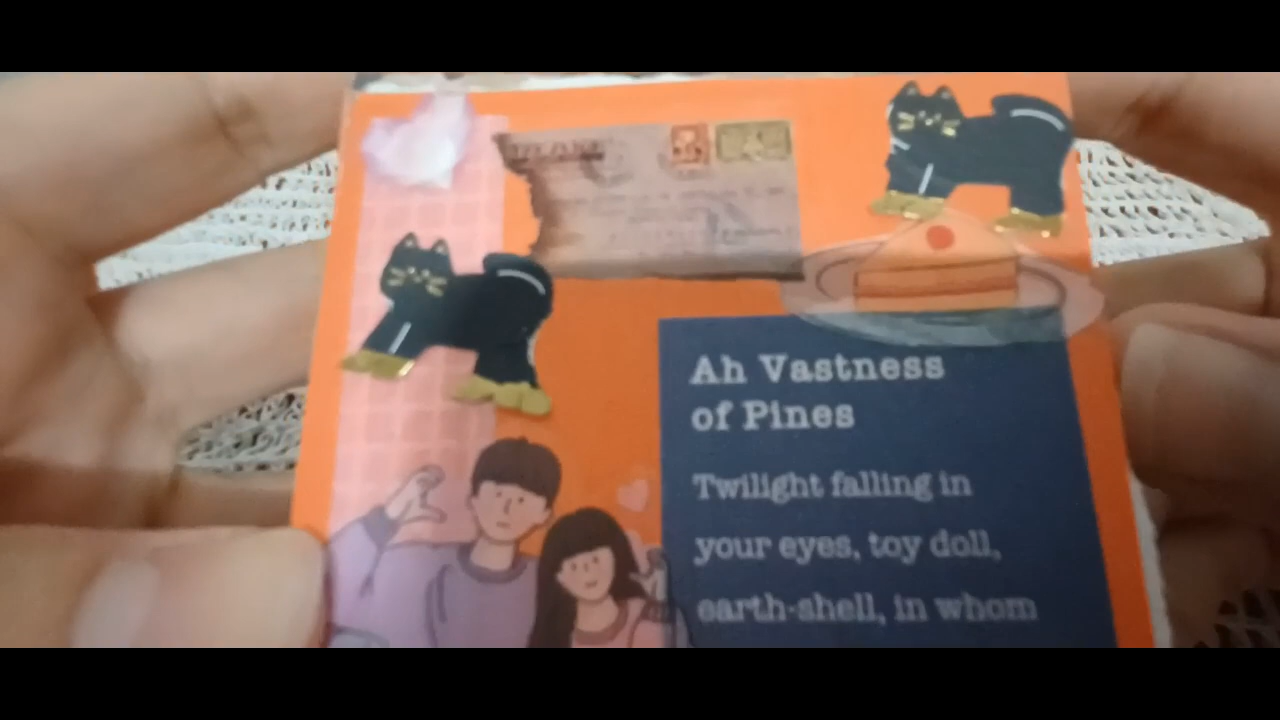 Ah Vastness
of Pines
Twilight falling in
your eyes, toy doll,
earth-shell, in whom